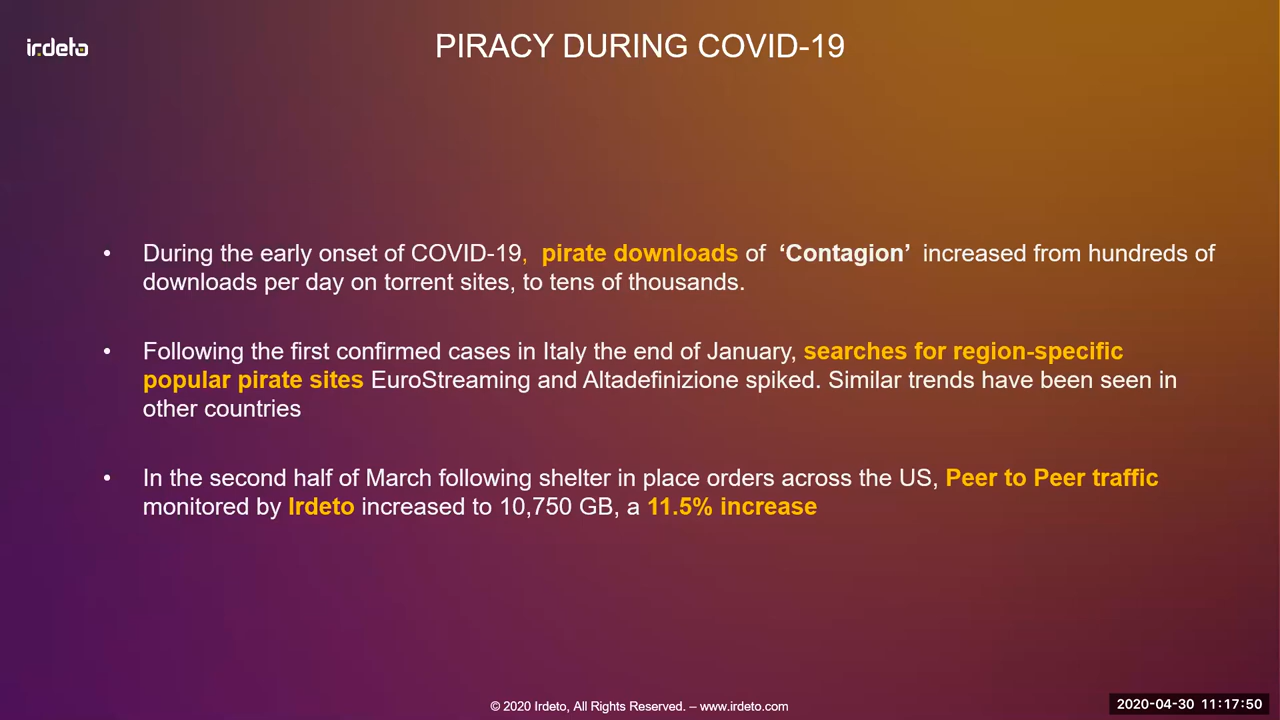 irdeto
PIRACY DURING COVID-19
• During the early onset of COVID-19, pirate downloads of ‘Contagion’ increased from hundreds of
downloads per day on torrent sites, to tens of thousands.
• Following the first confirmed cases in Italy the end of January, searches for region-specific
popular pirate sites EuroStreaming and Altadefinizione spiked. Similar trends have been seen in
other countries
• In the second half of March following shelter in place orders across the US, Peer to Peer traffic
monitored by Irdeto increased to 10,750 GB, a 11.5% increase
© 2020 Irdeto, All Rights Reserved. – www.irdeto.com
2020-04-30 11:17:50